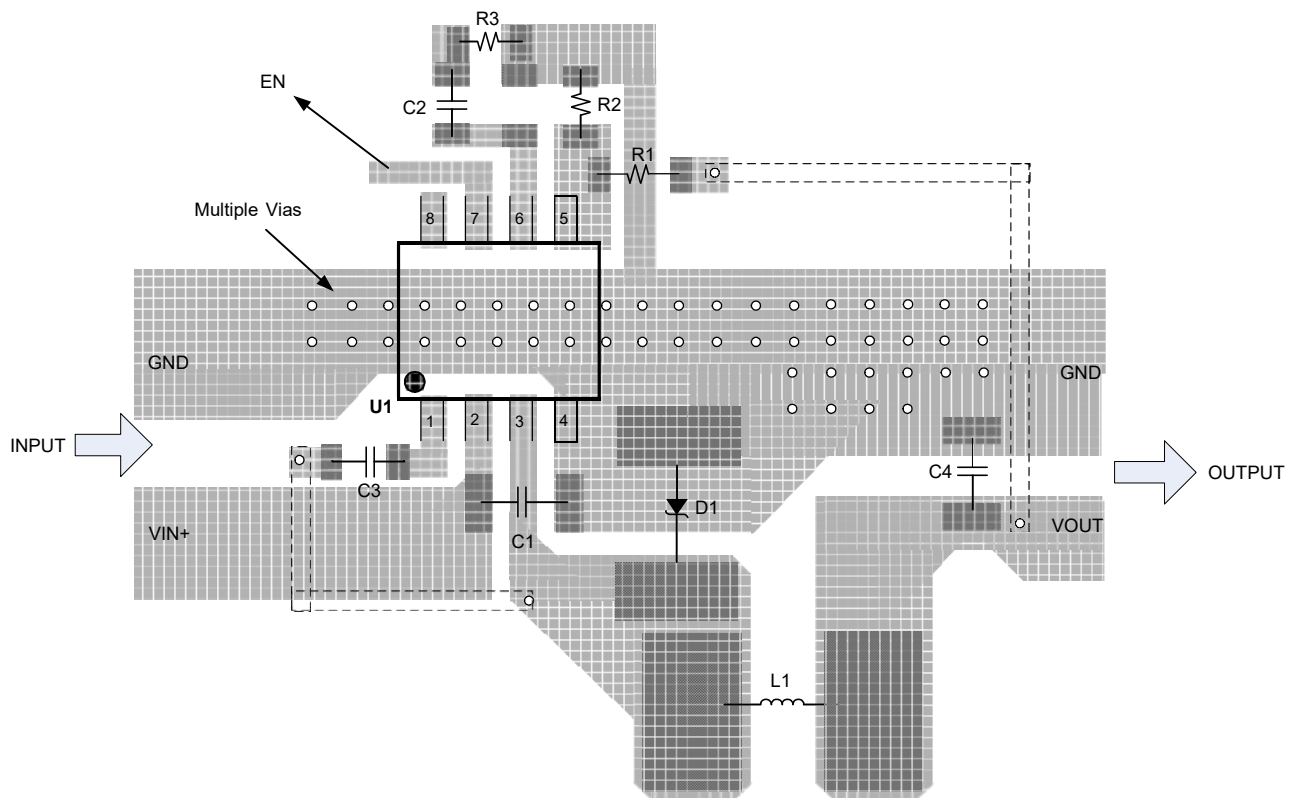 R3
EN
C2
R2
R1
Multiple Vias
8 7 6 5
GND
GND
U1
1 2 3 4
INPUT
C3
C4
OUTPUT
VIN+
C1
D1
VOUT
L1